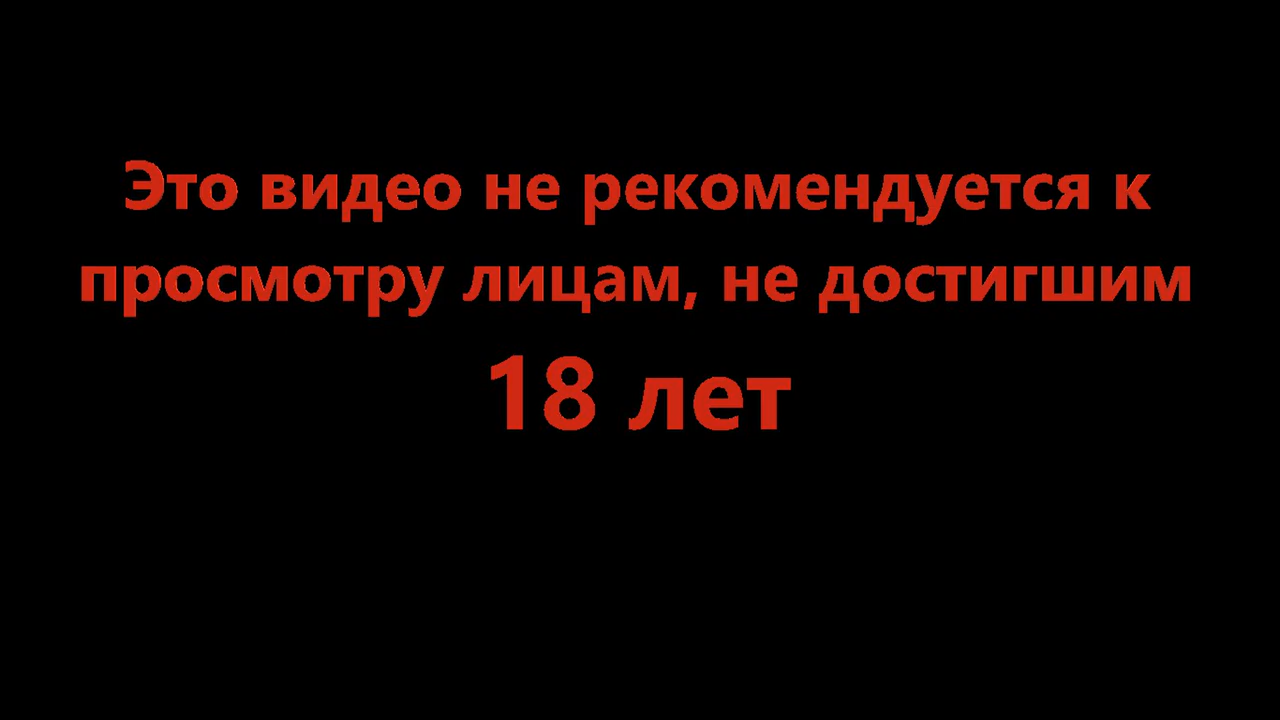 Это видео не рекомендуется к
просмотру лицам, не достигшим
18 лет